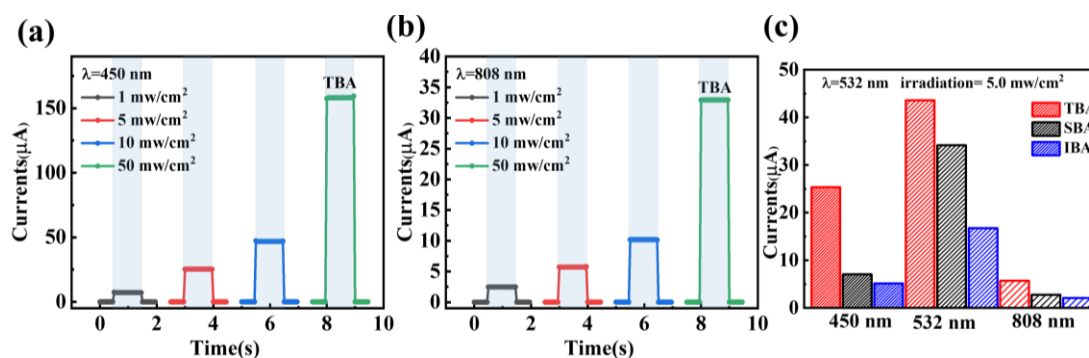 (a)
Currents(μA)
150
100
50
0
λ=450 nm
1 mw/cm²
5 mw/cm²
10 mw/cm²
50 mw/cm²
TBA
0 2 4 6 8 10
Time(s)
(b)
Currents(μA)
40
35
30
25
20
15
10
5
0
λ=808 nm
1 mw/cm²
5 mw/cm²
10 mw/cm²
50 mw/cm²
TBA
0 2 4 6 8 10
Time(s)
(c)
Currents(μA)
50
40
30
20
10
0
λ=532 nm irradiation= 5.0 mw/cm²
TBA
SBA
IBA
450 nm 532 nm 808 nm